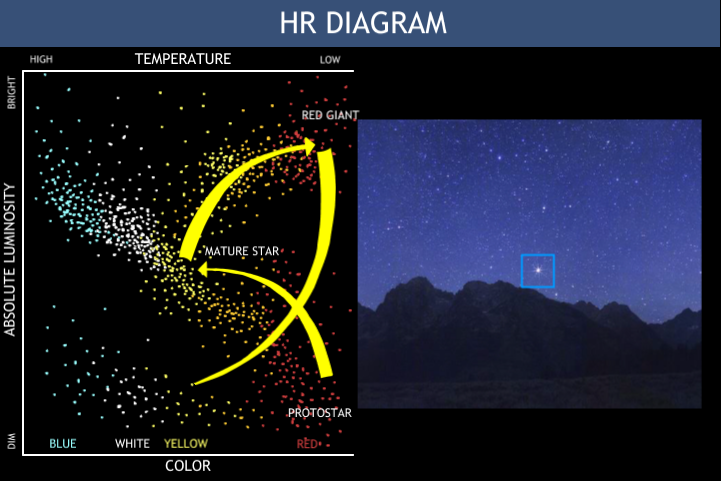 HR DIAGRAM
HIGH
TEMPERATURE
LOW
BRIGHT
RED GIANT
ABSOLUTE LUMINOSITY
MATURE STAR
PROTOSTAR
DIM
BLUE
WHITE
YELLOW
RED
COLOR